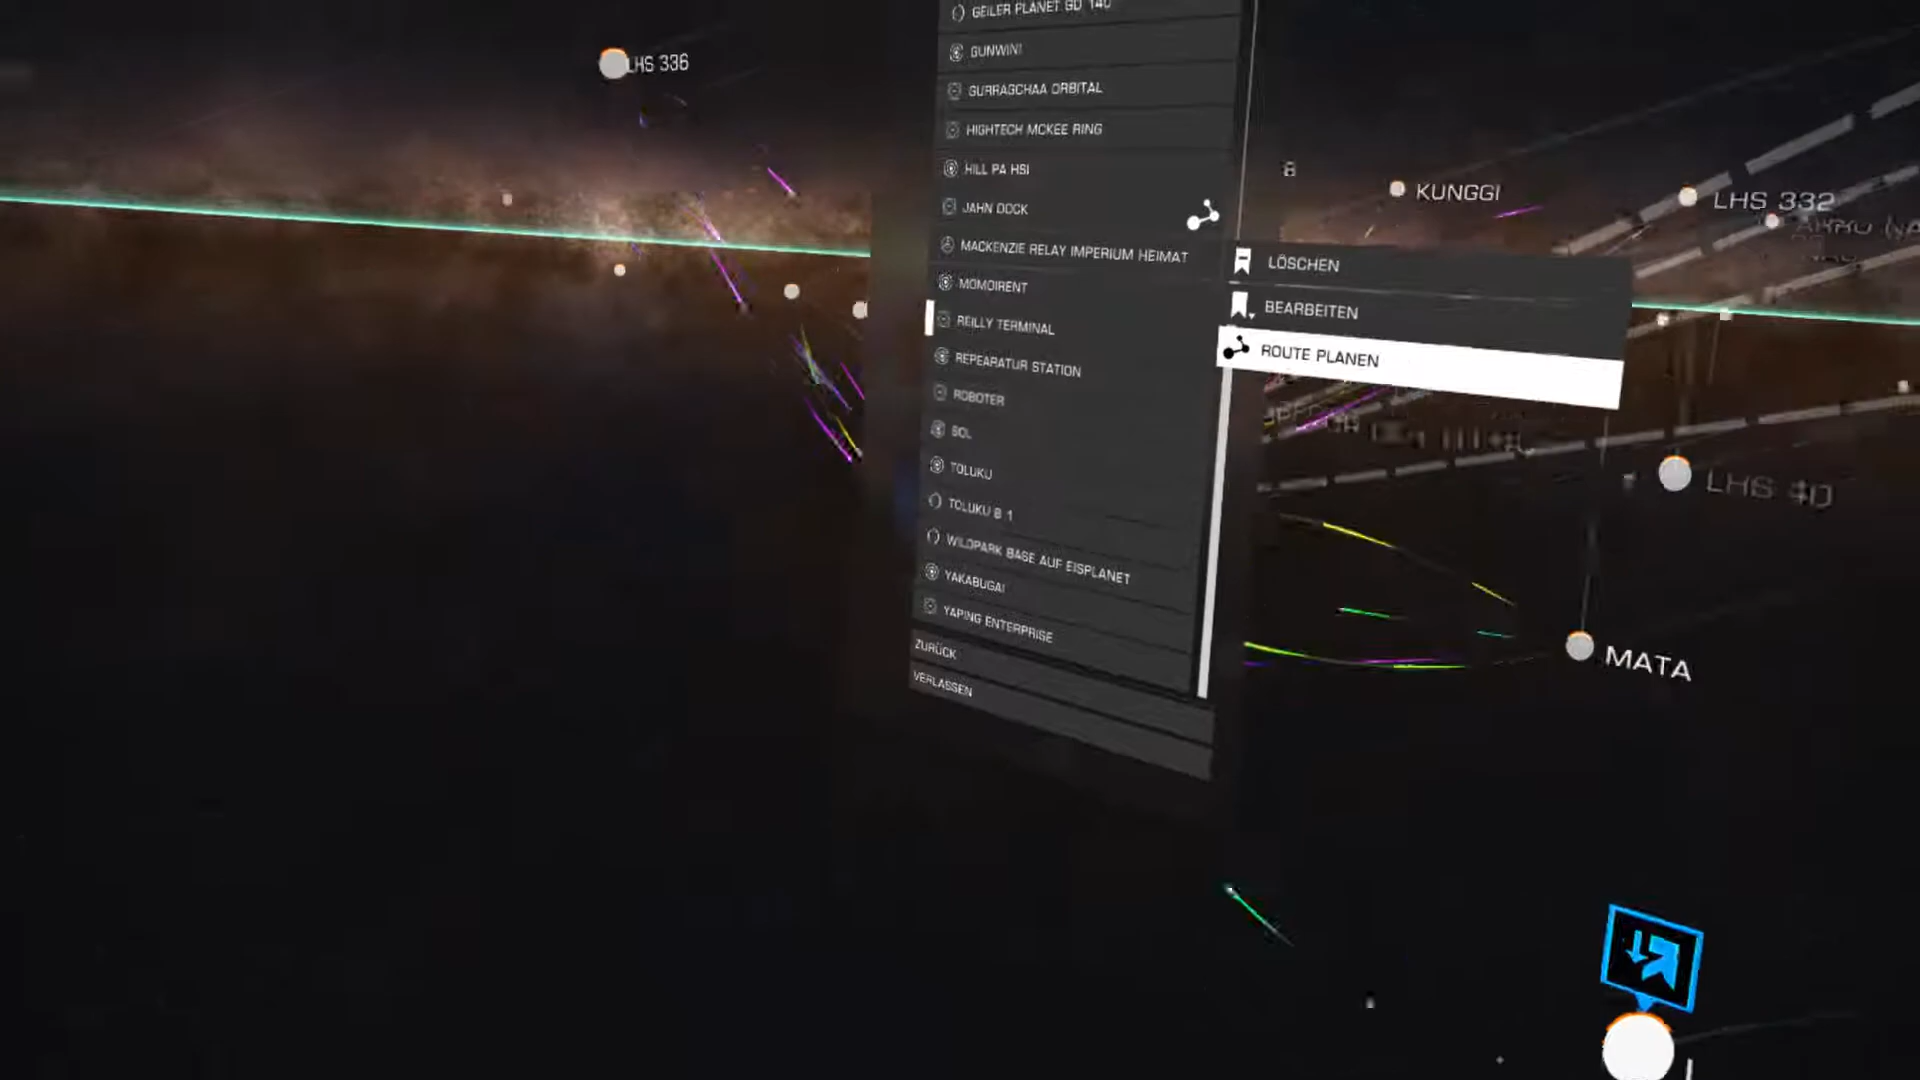 GEILER PLANET GD 140
GUNWINI
GURRAGCHAA ORBITAL
HIGHTECH MCKEE RING
HILL PA HSI
JAHN DOCK
MACKENZIE RELAY IMPERIUM HEIMAT
MOMOIRENT
REILLY TERMINAL
REPEARATUR STATION
ROBOTER
SOL
TOLUKU
TOLUKU B 1
WILDPARK BASE AUF EISPLANET
YAKABUGAI
YAPING ENTERPRISE
ZURÜCK
VERLASSEN
LÖSCHEN
BEARBEITEN
ROUTE PLANEN
LHS 336
KUNGGI
LHS 332
LHS 40
MATA